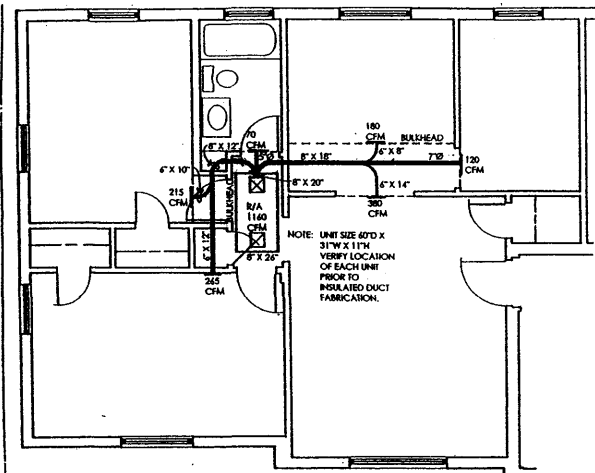 180
CFM
BULKHEAD
70
CFM
8" X 12"
5"Ø
8" X 18"
6" X 8"
7"Ø
120
CFM
6" X 10"
8" X 20"
6" X 14"
215
CFM
BULKHEAD
R/A
1160
CFM
380
CFM
6" X 12"
8" X 26"
265
CFM
NOTE: UNIT SIZE 60"D X
31"W X 11"H
VERIFY LOCATION
OF EACH UNIT
PRIOR TO
INSULATED DUCT
FABRICATION.